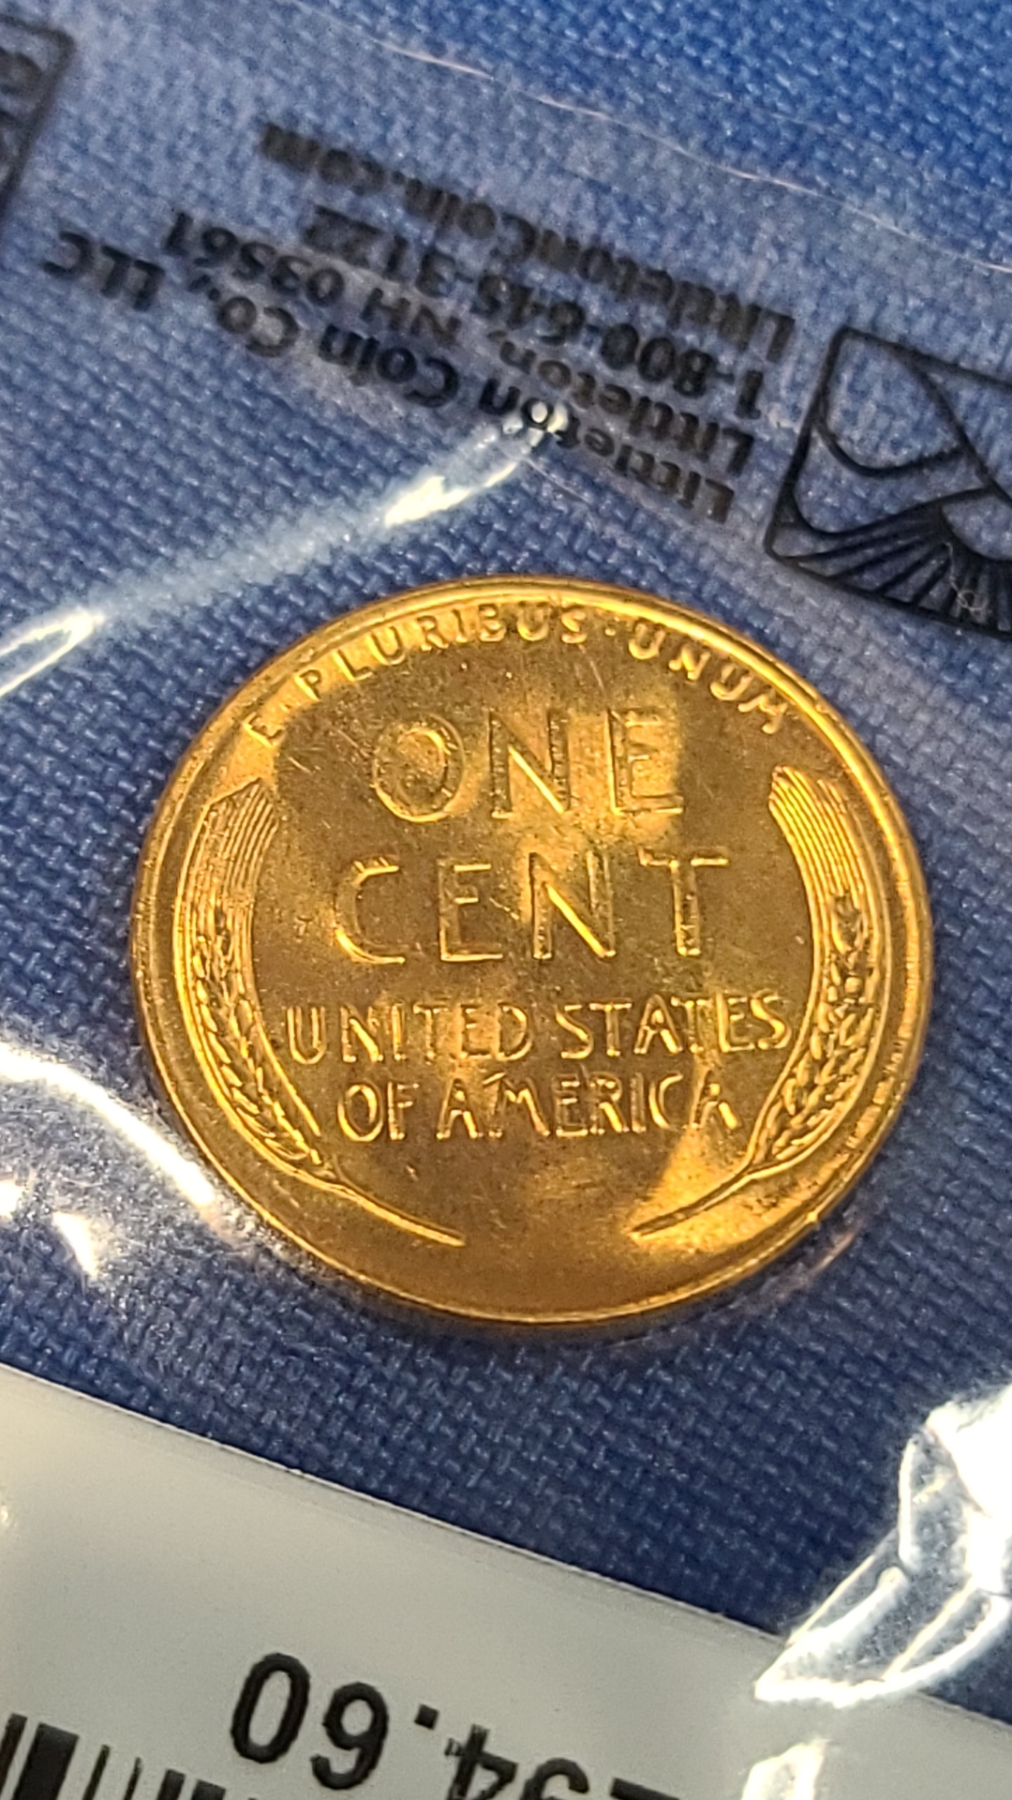 Littleton Coin Co., LLC
Littleton, NH 03561
1-800-645-3122
LittletonCoin.com
E·PLURIBUS·UNUM
ONE
CENT
UNITED STATES
OF AMERICA